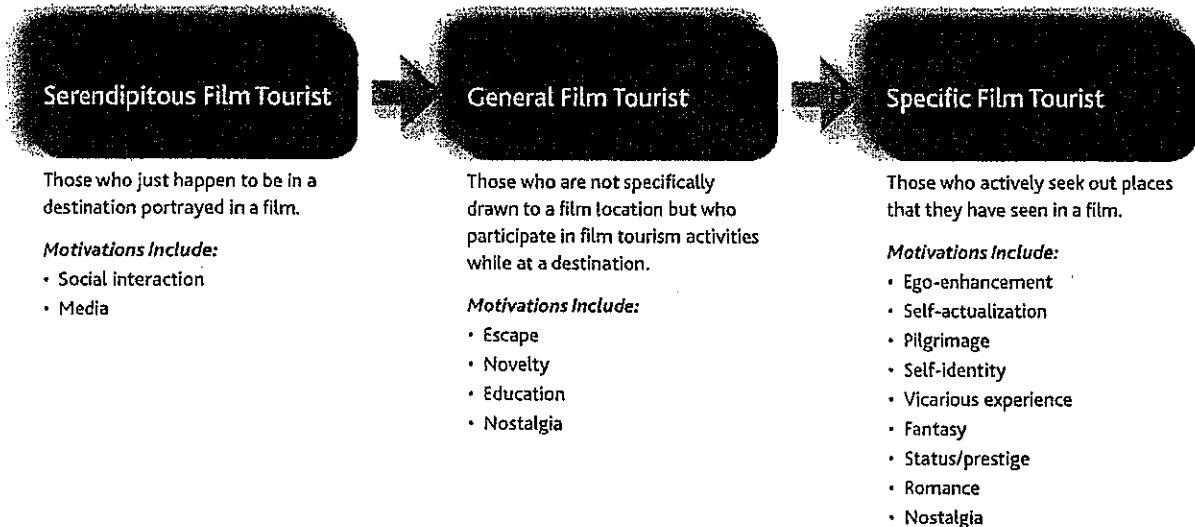 Serendipitous Film Tourist
Those who just happen to be in a
destination portrayed in a film.
Motivations Include:
• Social interaction
• Media
General Film Tourist
Those who are not specifically
drawn to a film location but who
participate in film tourism activities
while at a destination.
Motivations Include:
• Escape
• Novelty
• Education
• Nostalgia
Specific Film Tourist
Those who actively seek out places
that they have seen in a film.
Motivations Include:
• Ego-enhancement
• Self-actualization
• Pilgrimage
• Self-identity
• Vicarious experience
• Fantasy
• Status/prestige
• Romance
• Nostalgia